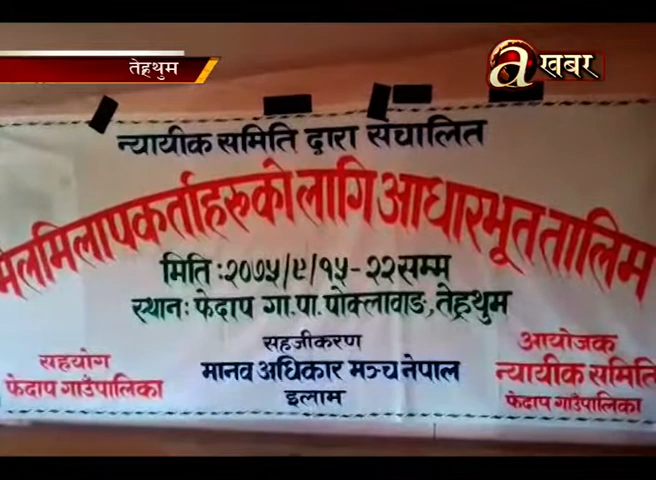 तेह्रथुम
a खबर
न्यायीक समिति द्वारा संचालित
मेलमिलापकर्ताहरुको लागि आधारभूत तालिम
मिति :२०७५/९/१५-२२सम्म
स्थान: फेदाप गा.पा. पोक्लावाङ, तेह्रथुम
सहजीकरण
सहयोग
फेदाप गाउँपालिका
मानव अधिकार मञ्च नेपाल
इलाम
आयोजक
न्यायीक समिति
फेदाप गाउँपालिका